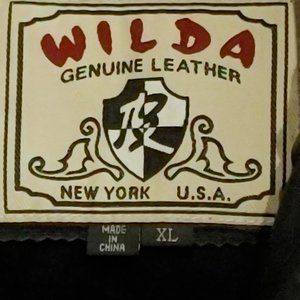 WILDA
GENUINE LEATHER
NEW YORK U.S.A.
MADE IN CHINA
XL